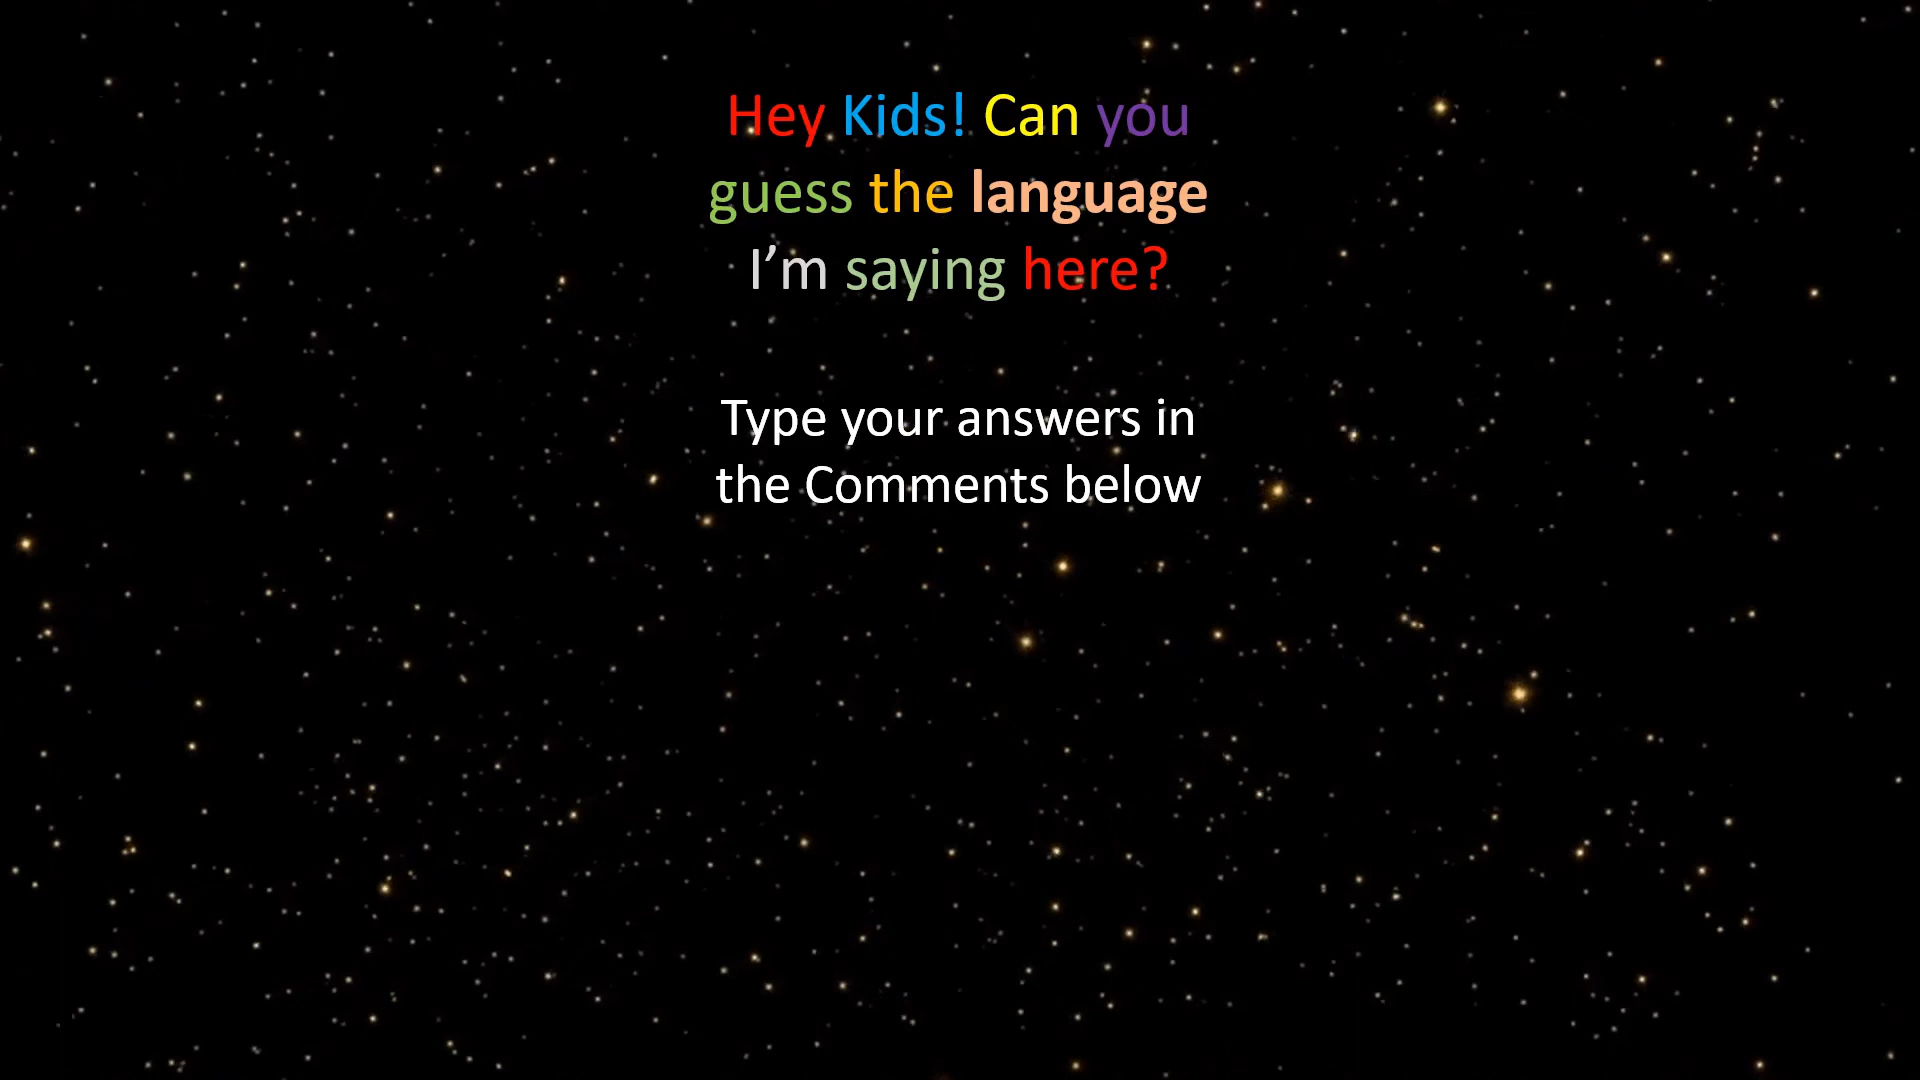 Hey Kids! Can you
guess the language
I’m saying here?
Type your answers in
the Comments below